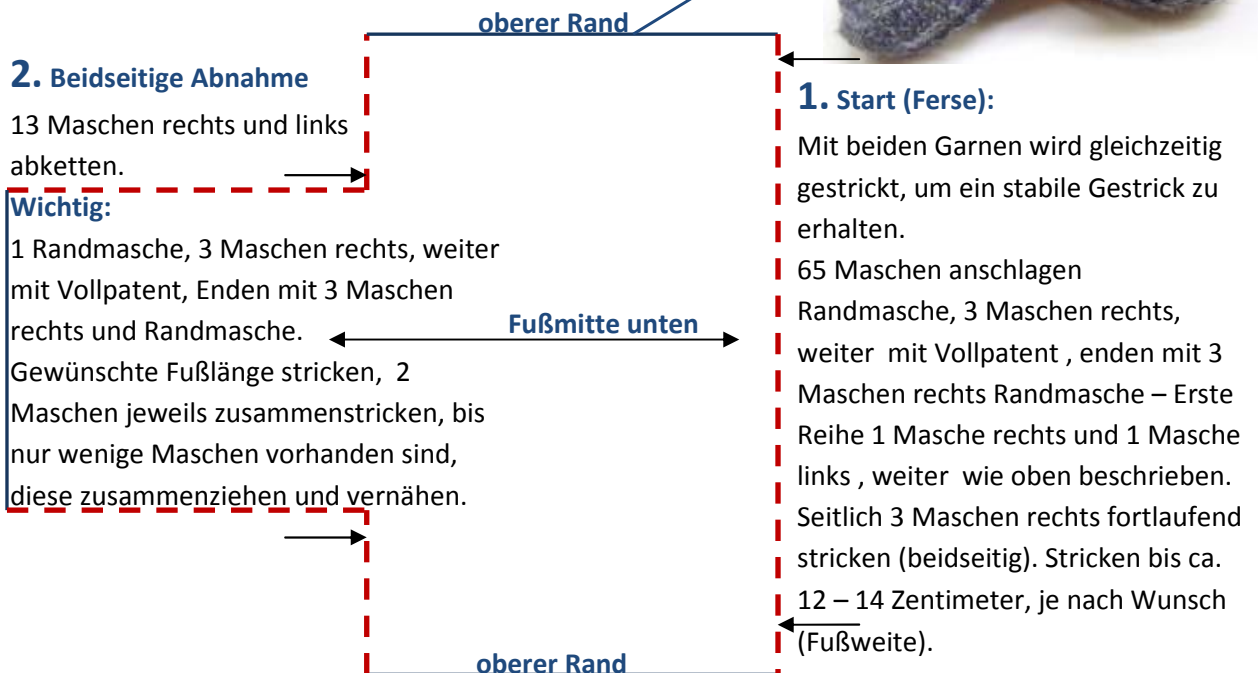 oberer Rand
2. Beidseitige Abnahme
13 Maschen rechts und links
abketten.
Wichtig:
1 Randmasche, 3 Maschen rechts, weiter
mit Vollpatent, Enden mit 3 Maschen
rechts und Randmasche.
Gewünschte Fußlänge stricken, 2
Maschen jeweils zusammenstricken, bis
nur wenige Maschen vorhanden sind,
diese zusammenziehen und vernähen.
Fußmitte unten
1. Start (Ferse):
Mit beiden Garnen wird gleichzeitig
gestrickt, um ein stabile Gestrick zu
erhalten.
65 Maschen anschlagen
Randmasche, 3 Maschen rechts,
weiter mit Vollpatent , enden mit 3
Maschen rechts Randmasche – Erste
Reihe 1 Masche rechts und 1 Masche
links , weiter wie oben beschrieben.
Seitlich 3 Maschen rechts fortlaufend
stricken (beidseitig). Stricken bis ca.
12 – 14 Zentimeter, je nach Wunsch
(Fußweite).
oberer Rand